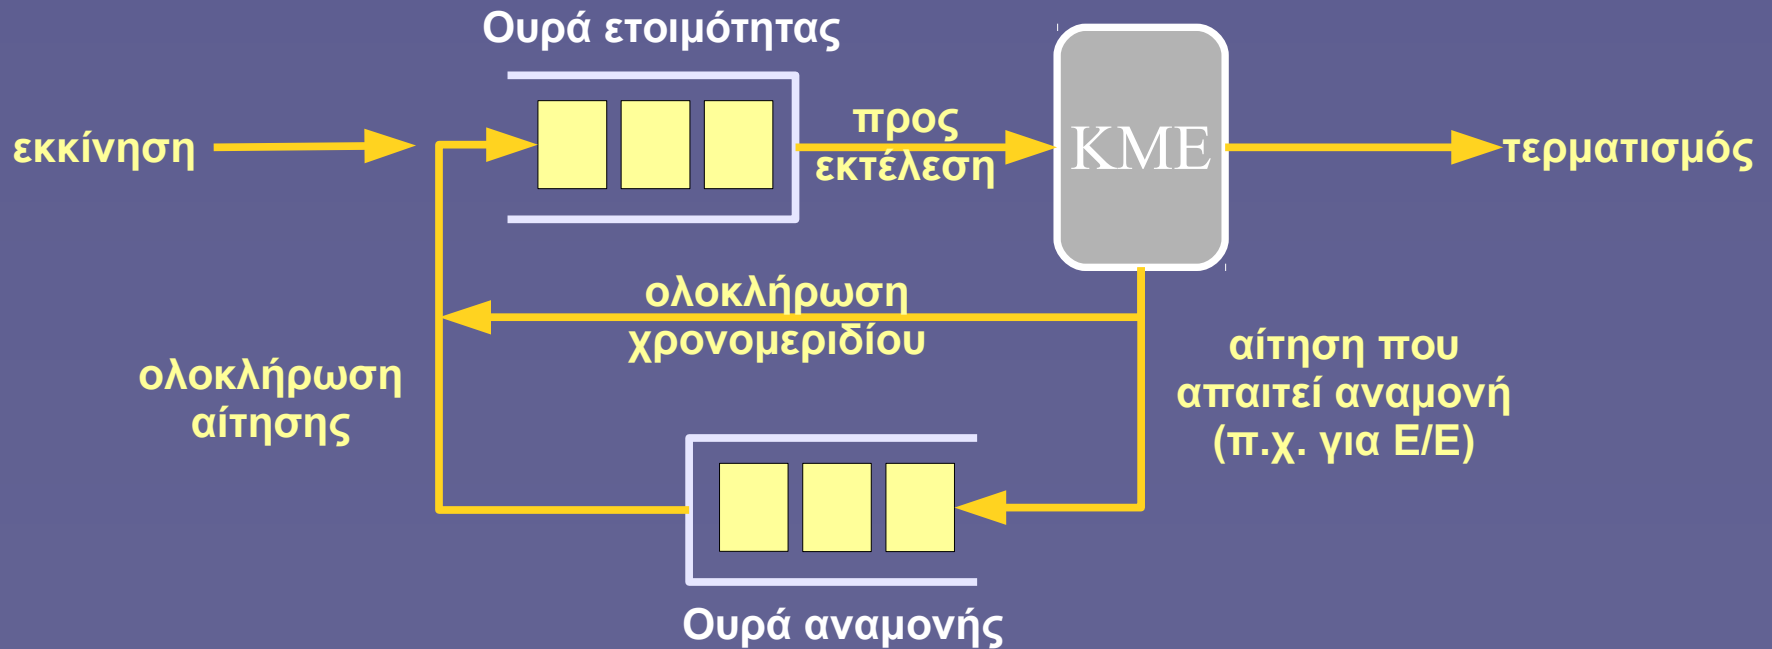 Ουρά ετοιμότητας
εκκίνηση
προς
εκτέλεση
ΚΜΕ
τερματισμός
ολοκλήρωση
χρονομεριδίου
ολοκλήρωση
αίτησης
αίτηση που
απαιτεί αναμονή
(π.χ. για Ε/Ε)
Ουρά αναμονής